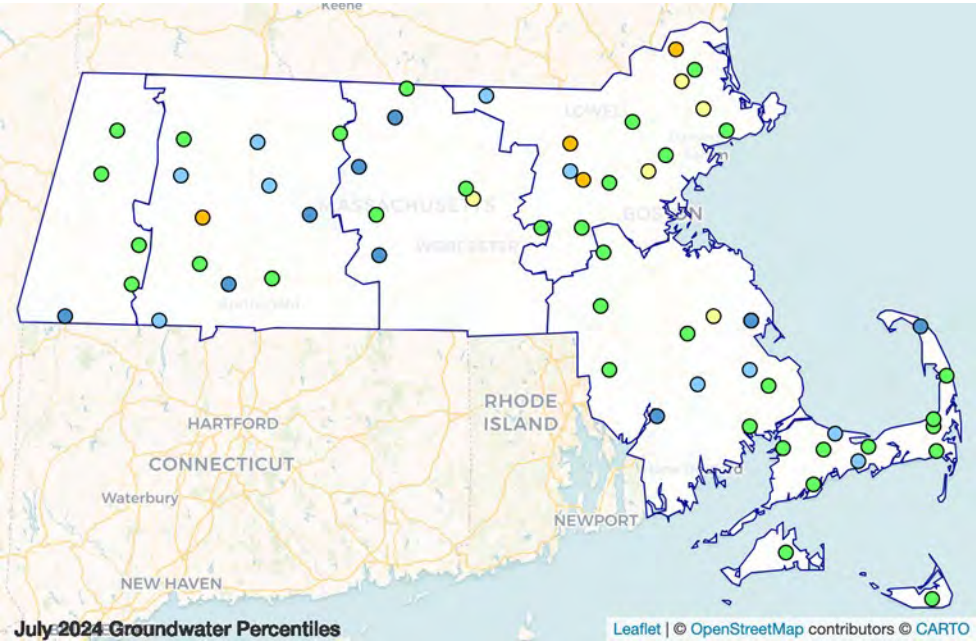 Keene
LOWELL
MASSACHUSETTS
BOSTON
WORCESTER
HARTFORD
CONNECTICUT
Waterbury
RHODE
ISLAND
NEWPORT
NEW HAVEN
July 2024 Groundwater Percentiles
Leaflet | © OpenStreetMap contributors © CARTO